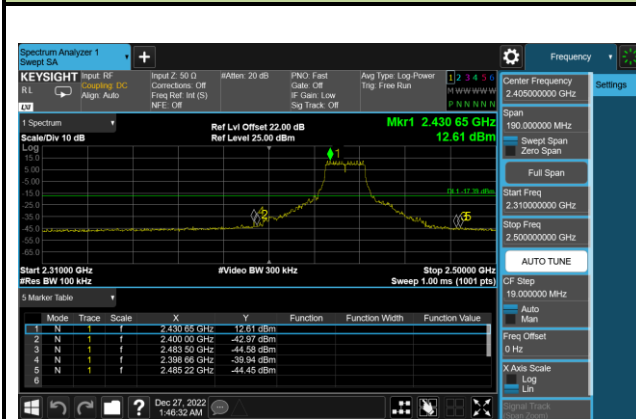 Spectrum Analyzer 1
Swept SA
+
Frequency
KEYSIGHT
RL
LXI
Input: RF
Coupling: DC
Align: Auto
Input Z: 50 Ω
Corrections: Off
Freq Ref: Int (S)
NFE: Off
#Atten: 20 dB
PNO: Fast
Gate: Off
IF Gain: Low
Sig Track: Off
Avg Type: Log-Power
Trig: Free Run
1 2 3 4 5 6
M W W W W W
P N N N N N
1 Spectrum
Scale/Div 10 dB
Ref Lvl Offset 22.00 dB
Ref Level 25.00 dBm
Mkr1 2.430 65 GHz
12.61 dBm
Log
15.0
5.00
-5.00
-15.0
-25.0
-35.0
-45.0
-55.0
-65.0
1
DL1 -17.39 dBm
2
5
Start 2.31000 GHz
#Res BW 100 kHz
#Video BW 300 kHz
Stop 2.50000 GHz
Sweep 1.00 ms (1001 pts)
5 Marker Table
Mode Trace Scale X Y Function Function Width Function Value
1 N 1 f 2.430 65 GHz 12.61 dBm
2 N 1 f 2.400 00 GHz -42.97 dBm
3 N 1 f 2.483 50 GHz -44.58 dBm
4 N 1 f 2.398 66 GHz -39.94 dBm
5 N 1 f 2.485 22 GHz -44.45 dBm
6
Center Frequency
2.405000000 GHz
Settings
Span
190.000000 MHz
Swept Span
Zero Span
Full Span
Start Freq
2.310000000 GHz
Stop Freq
2.500000000 GHz
AUTO TUNE
CF Step
19.000000 MHz
Auto
Man
Freq Offset
0 Hz
X Axis Scale
Log
Lin
Signal Track
(Span Zoom)
?
Dec 27, 2022
1:46:32 AM